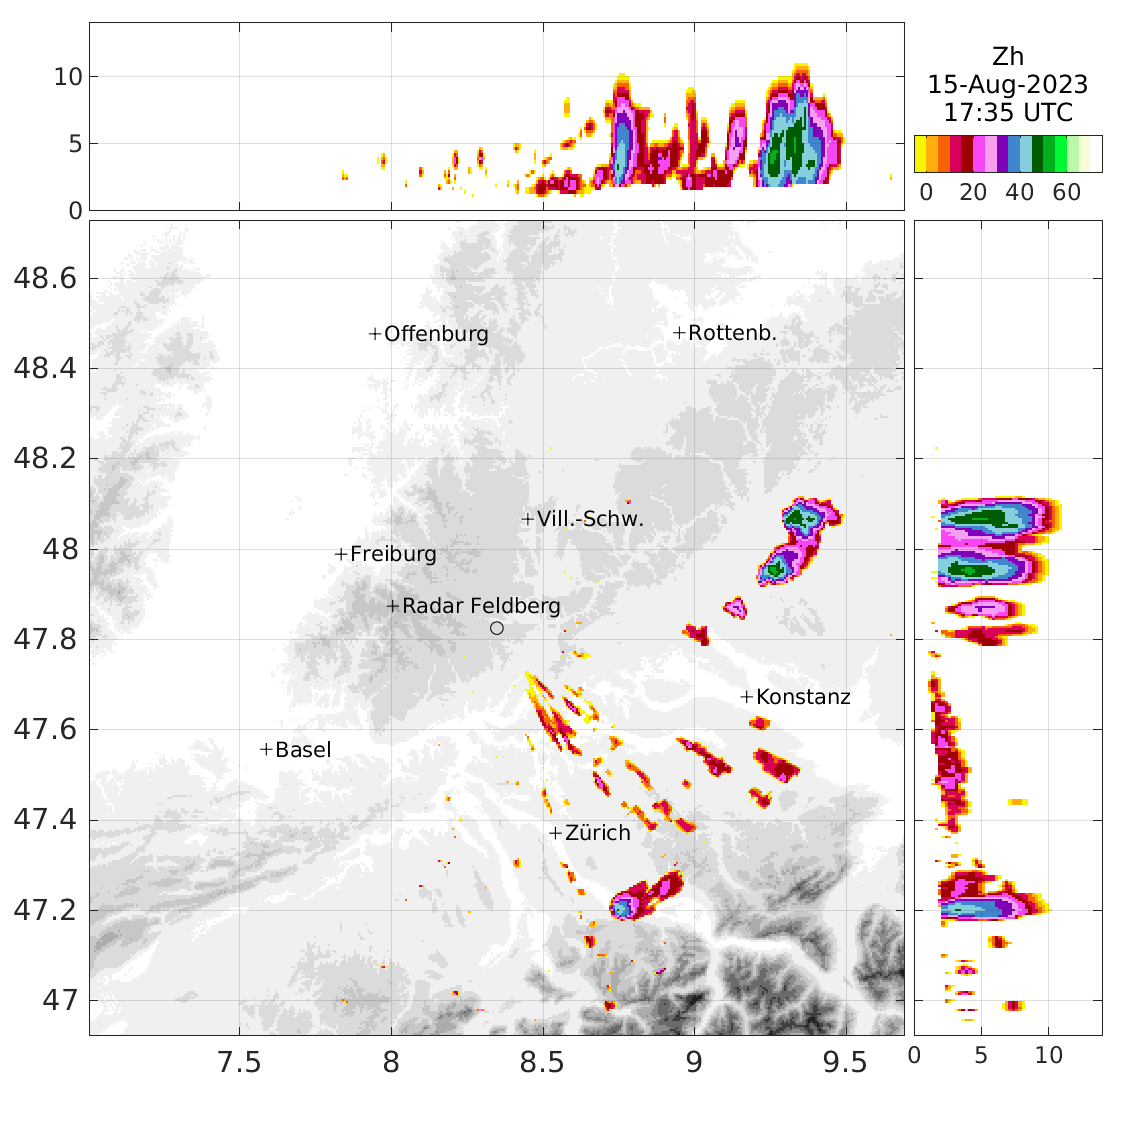 10
5
0
Zh
15-Aug-2023
17:35 UTC
0 20 40 60
48.6
48.4
48.2
48
47.8
47.6
47.4
47.2
47
+Offenburg
+Rottenb.
+Vill.-Schw.
+Freiburg
+Radar Feldberg
+Konstanz
+Basel
+Zürich
7.5 8 8.5 9 9.5
0 5 10